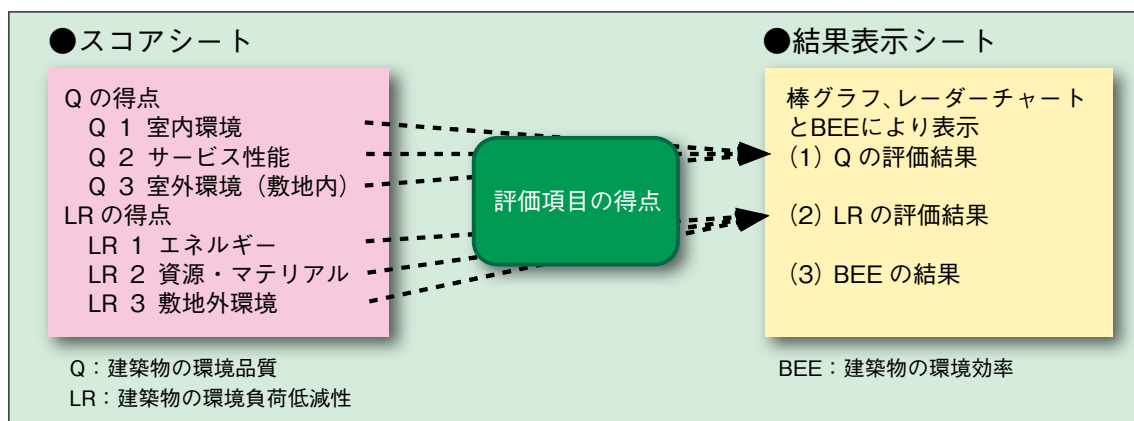 ●スコアシート
Q の得点
Q 1 室内環境
Q 2 サービス性能
Q 3 室外環境（敷地内）
LR の得点
LR 1 エネルギー
LR 2 資源・マテリアル
LR 3 敷地外環境
Q：建築物の環境品質
LR：建築物の環境負荷低減性
評価項目の得点
●結果表示シート
棒グラフ、レーダーチャート
とBEEにより表示
(1) Q の評価結果
(2) LR の評価結果
(3) BEE の結果
BEE：建築物の環境効率